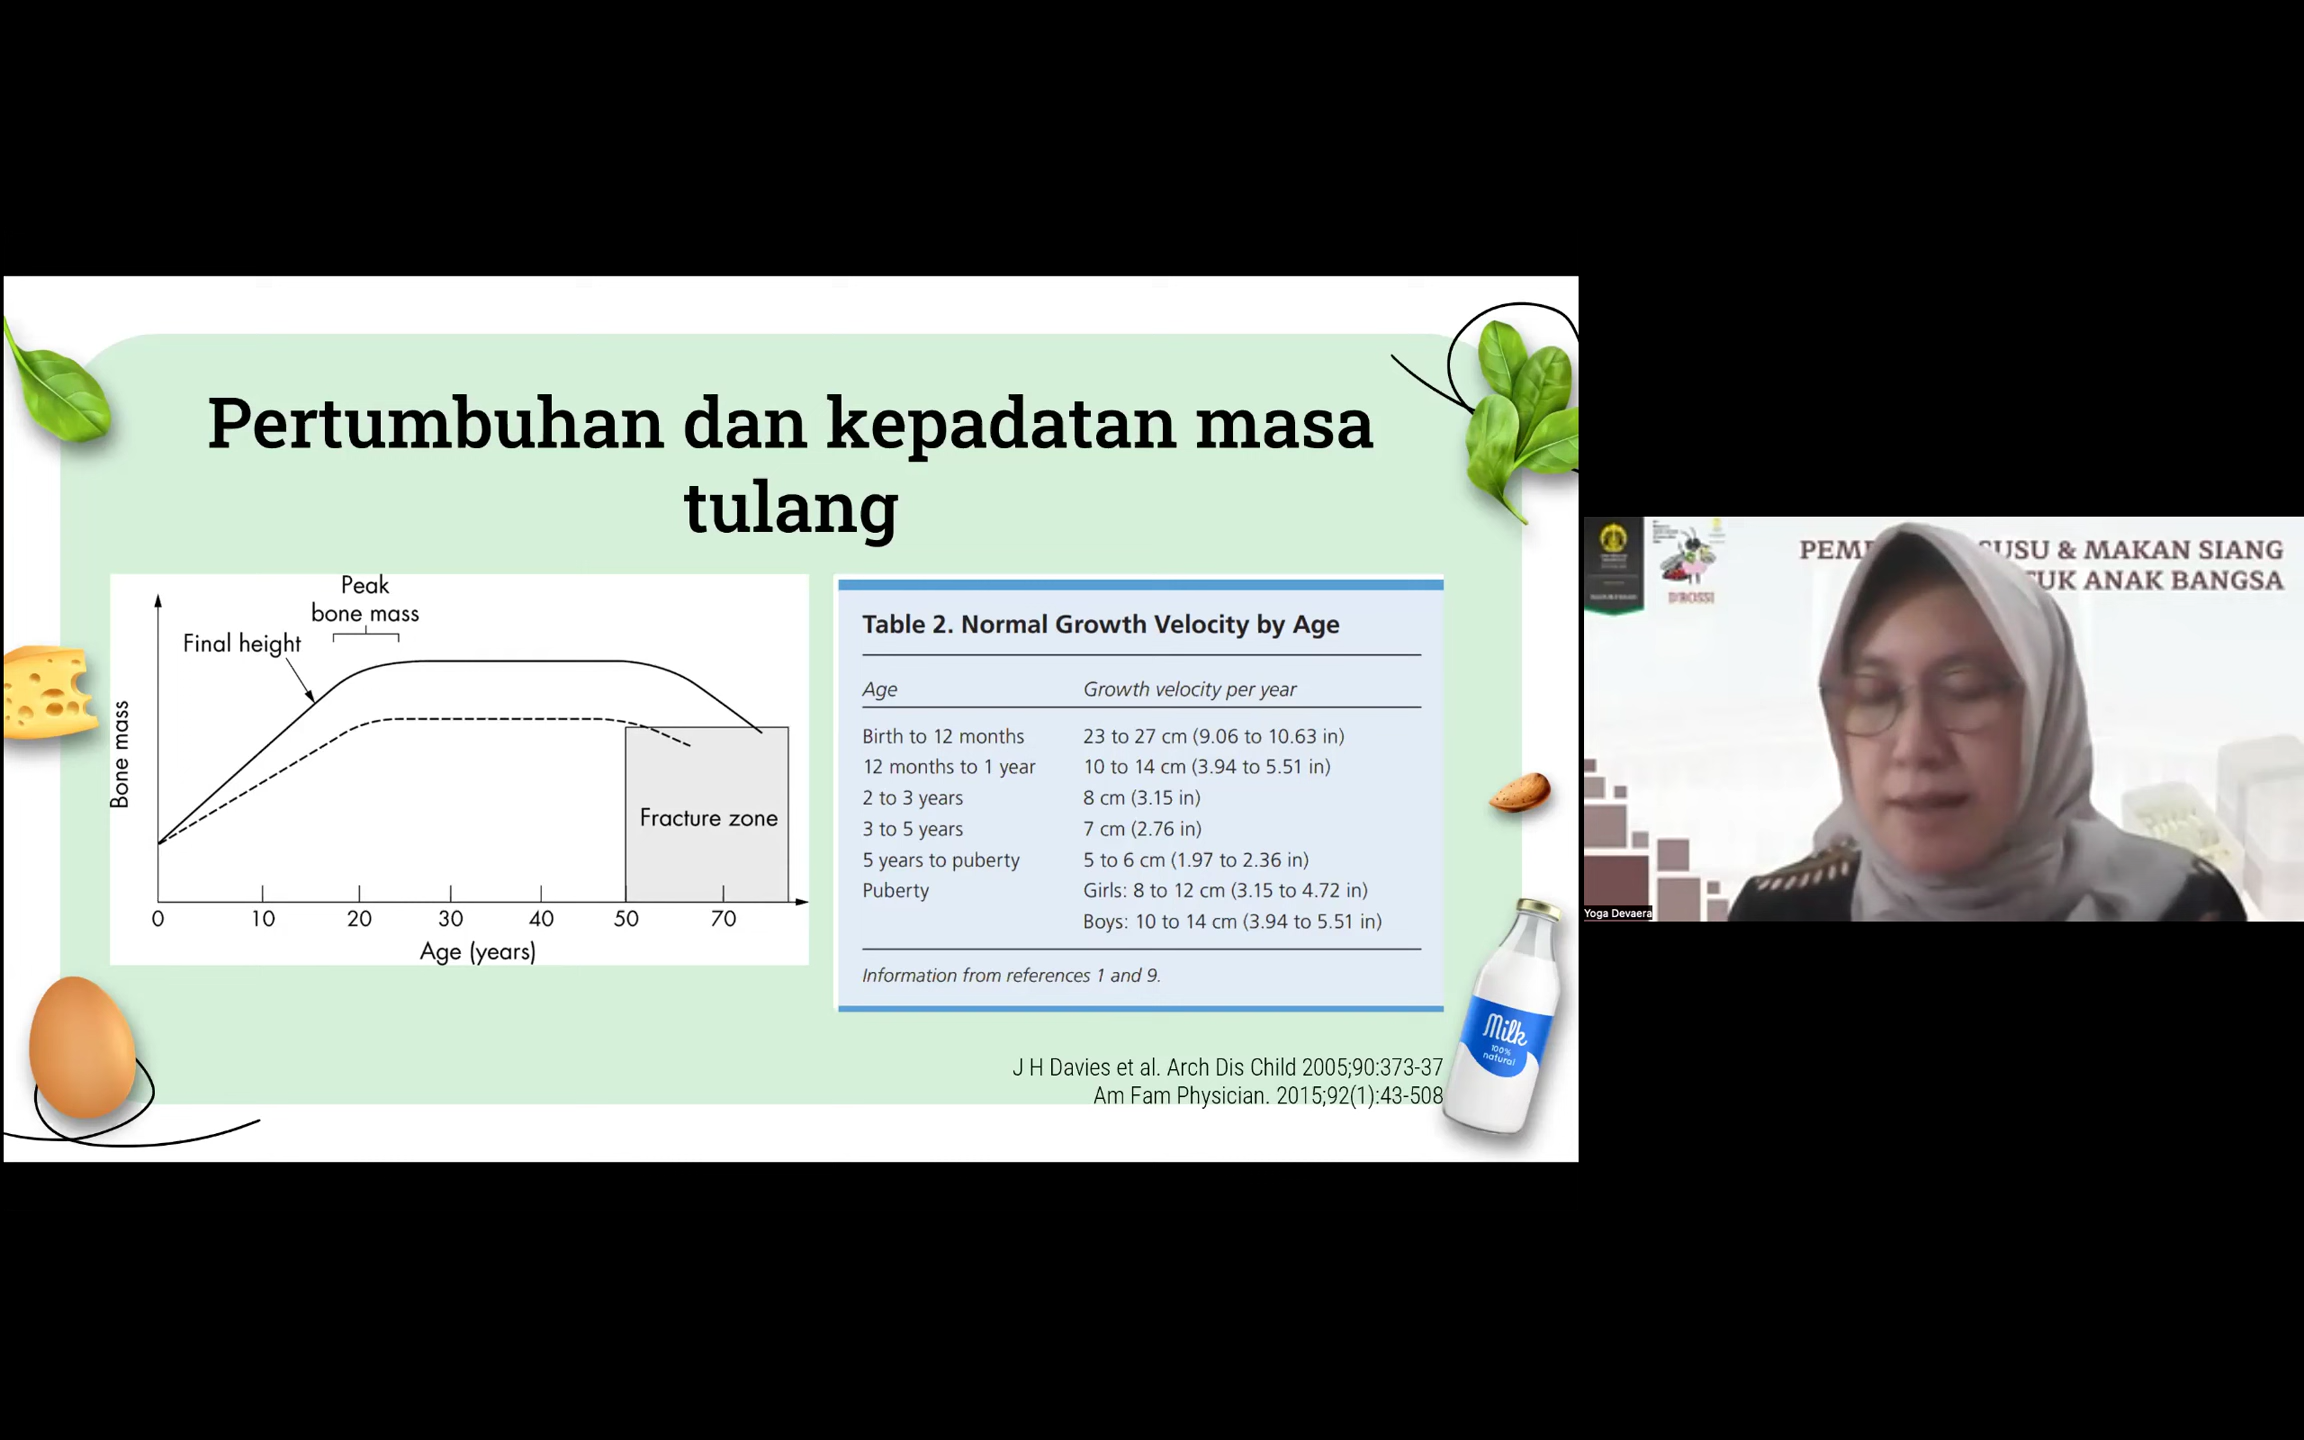 Pertumbuhan dan kepadatan masa
tulang
Peak
bone mass
Final height
Bone mass
Fracture zone
0 10 20 30 40 50 70
Age (years)
Table 2. Normal Growth Velocity by Age
Age Growth velocity per year
Birth to 12 months 23 to 27 cm (9.06 to 10.63 in)
12 months to 1 year 10 to 14 cm (3.94 to 5.51 in)
2 to 3 years 8 cm (3.15 in)
3 to 5 years 7 cm (2.76 in)
5 years to puberty 5 to 6 cm (1.97 to 2.36 in)
Puberty Girls: 8 to 12 cm (3.15 to 4.72 in)
Boys: 10 to 14 cm (3.94 to 5.51 in)
Information from references 1 and 9.
J H Davies et al. Arch Dis Child 2005;90:373-37
Am Fam Physician. 2015;92(1):43-508
Milk
100%
natural
SUSU & MAKAN SIANG
ANAK BANGSA
D'ROSSI
Yoga Devaera